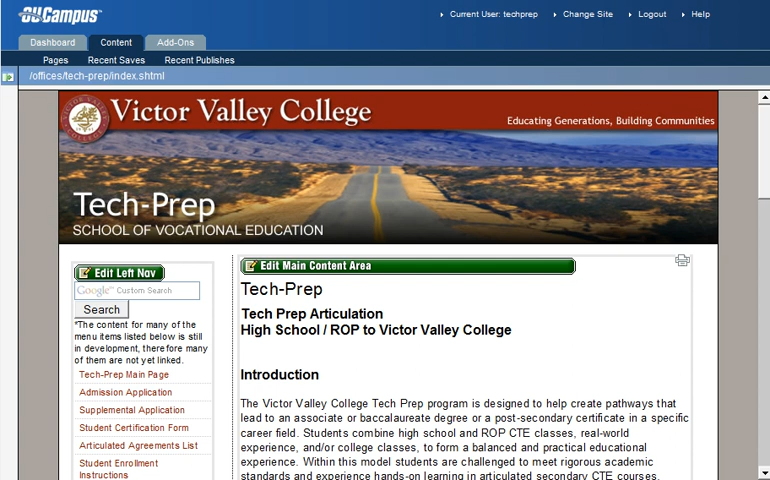 OUCampus™
Current User: techprep
Change Site
Logout
Help
Dashboard
Content
Add-Ons
Pages
Recent Saves
Recent Publishes
/offices/tech-prep/index.shtml
Victor Valley College
Educating Generations, Building Communities
Tech-Prep
SCHOOL OF VOCATIONAL EDUCATION
Edit Left Nav
Google™ Custom Search
Search
*The content for many of the
menu items listed below is still
in development, therefore many
of them are not yet linked.
Tech-Prep Main Page
Admission Application
Supplemental Application
Student Certification Form
Articulated Agreements List
Student Enrollment
Instructions
Edit Main Content Area
Tech-Prep
Tech Prep Articulation
High School / ROP to Victor Valley College
Introduction
The Victor Valley College Tech Prep program is designed to help create pathways that
lead to an associate or baccalaureate degree or a post-secondary certificate in a specific
career field. Students combine high school and ROP CTE classes, real-world
experience, and/or college classes, to form a balanced and practical educational
experience. Within this model students are challenged to meet rigorous academic
standards and experience hands-on learning in articulated secondary CTE courses.